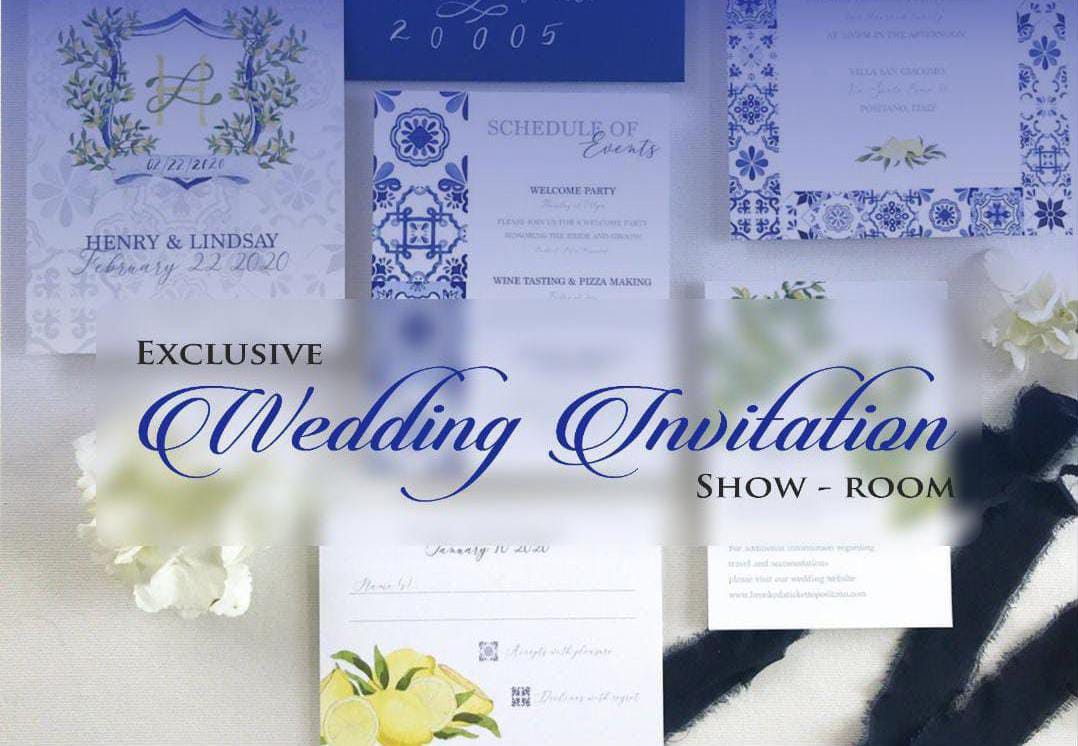 20005
H
02/22/2020
HENRY & LINDSAY
February 22 2020
SCHEDULE OF
Events
WELCOME PARTY
PLEASE JOIN US FOR A WELCOME PARTY
HONORING THE BRIDE AND GROOM!
WINE TASTING & PIZZA MAKING
IN THE AFTERNOON
VILLA SAN GIACOMO
POSITANO, ITALY
EXCLUSIVE
Wedding Invitation
SHOW - ROOM
January 10 2020
Name(s)
Accepts with pleasure
Declines with regret
For additional information regarding
travel and accomodations
please visit our wedding website